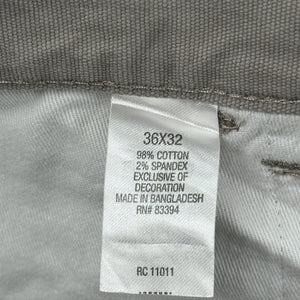 36X32
98% COTTON
2% SPANDEX
EXCLUSIVE OF
DECORATION
MADE IN BANGLADESH
RN# 83394
RC 11011